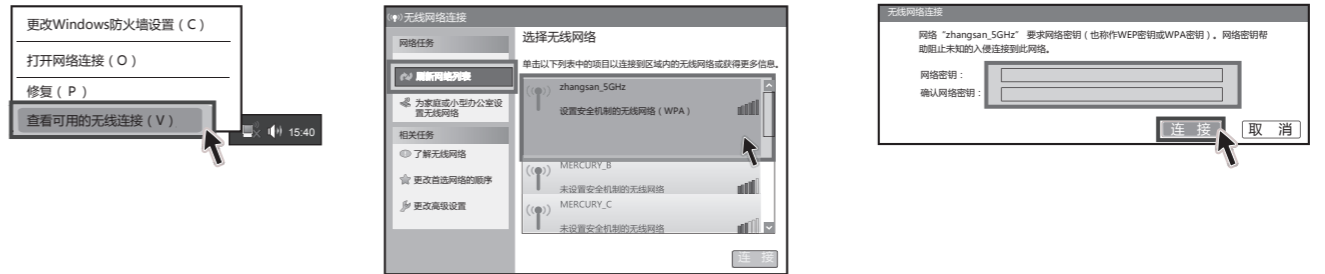 更改Windows防火墙设置（C）
打开网络连接（O）
修复（P）
查看可用的无线连接（V）
15:40
无线网络连接
网络任务
刷新网络列表
为家庭或小型办公室设
置无线网络
相关任务
了解无线网络
更改首选网络的顺序
更改高级设置
选择无线网络
单击以下列表中的项目以连接到区域内的无线网络或获得更多信息。
zhangsan_5GHz
设置安全机制的无线网络（WPA）
MERCURY_B
未设置安全机制的无线网络
MERCURY_C
未设置安全机制的无线网络
连 接
无线网络连接
网络“zhangsan_5GHz” 要求网络密钥（也称作WEP密钥或WPA密钥）。网络密钥帮
助阻止未知的入侵连接到此网络。
网络密钥：
确认网络密钥：
连 接
取 消